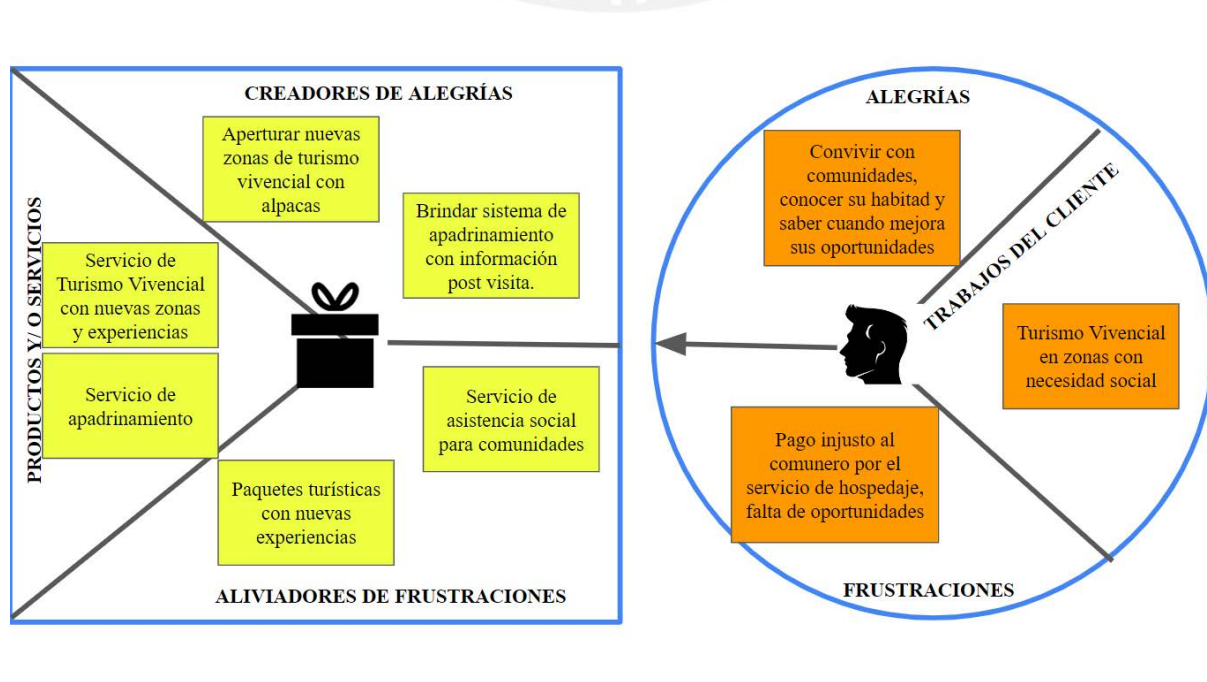 CREADORES DE ALEGRÍAS
Aperturar nuevas
zonas de turismo
vivencial con
alpacas
Brindar sistema de
apadrinamiento
con información
post visita.
PRODUCTOS Y/ O SERVICIOS
Servicio de
Turismo Vivencial
con nuevas zonas
y experiencias
Servicio de
apadrinamiento
Servicio de
asistencia social
para comunidades
Paquetes turísticas
con nuevas
experiencias
ALIVIADORES DE FRUSTRACIONES
ALEGRÍAS
Convivir con
comunidades,
conocer su habitad y
saber cuando mejora
sus oportunidades
TRABAJOS DEL CLIENTE
Turismo Vivencial
en zonas con
necesidad social
Pago injusto al
comunero por el
servicio de hospedaje,
falta de oportunidades
FRUSTRACIONES